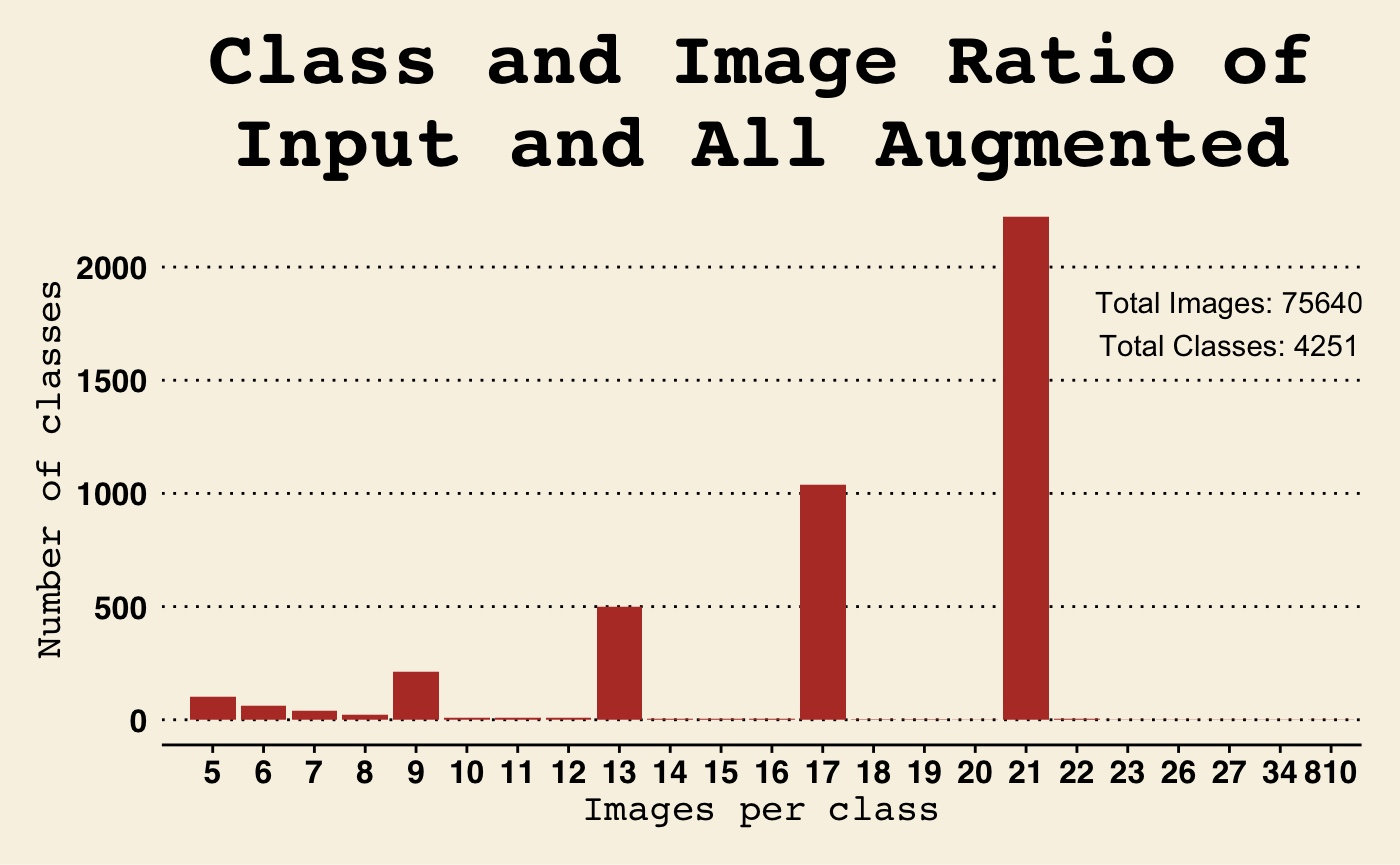 Class and Image Ratio of
Input and All Augmented
Number of classes
2000
1500
1000
500
0
Total Images: 75640
Total Classes: 4251
5 6 7 8 9 10 11 12 13 14 15 16 17 18 19 20 21 22 23 26 27 34 810
Images per class